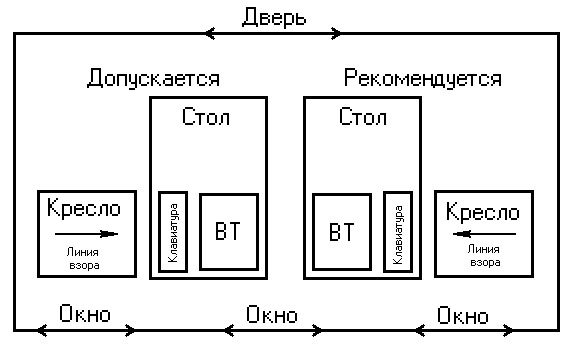 Дверь
Допускается
Рекомендуется
Стол
Стол
Кресло
Линия
взора
Клавиатура
ВТ
ВТ
Клавиатура
Кресло
Линия
взора
Окно
Окно
Окно